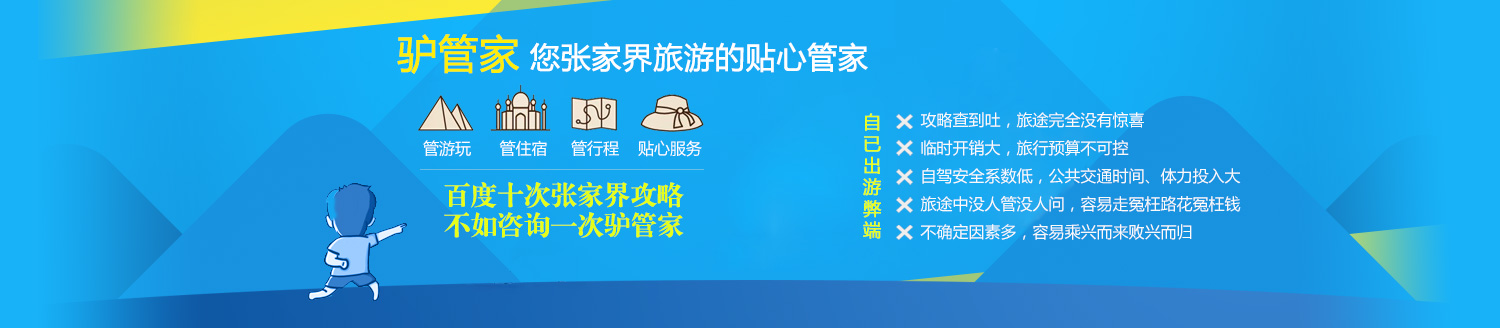 驴管家 您张家界旅游的贴心管家
管游玩 管住宿 管行程 贴心服务
百度十次张家界攻略
不如咨询一次驴管家
自已出游弊端
攻略查到吐，旅途完全没有惊喜
临时开销大，旅行预算不可控
自驾安全系数低，公共交通时间、体力投入大
旅途中没人管没人问，容易走冤枉路花冤枉钱
不确定因素多，容易乘兴而来败兴而归